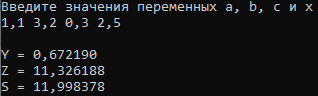 Введите значения переменных a, b, c и x
1,1 3,2 0,3 2,5
Y = 0,672190
Z = 11,326188
S = 11,998378